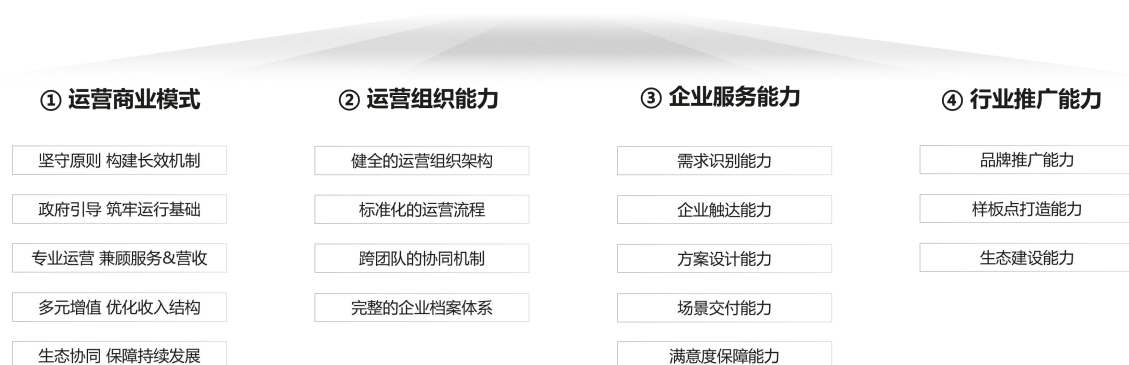 ① 运营商业模式
坚守原则 构建长效机制
政府引导 筑牢运行基础
专业运营 兼顾服务&营收
多元增值 优化收入结构
生态协同 保障持续发展
② 运营组织能力
健全的运营组织架构
标准化的运营流程
跨团队的协同机制
完整的企业档案体系
③ 企业服务能力
需求识别能力
企业触达能力
方案设计能力
场景交付能力
满意度保障能力
④ 行业推广能力
品牌推广能力
样板点打造能力
生态建设能力